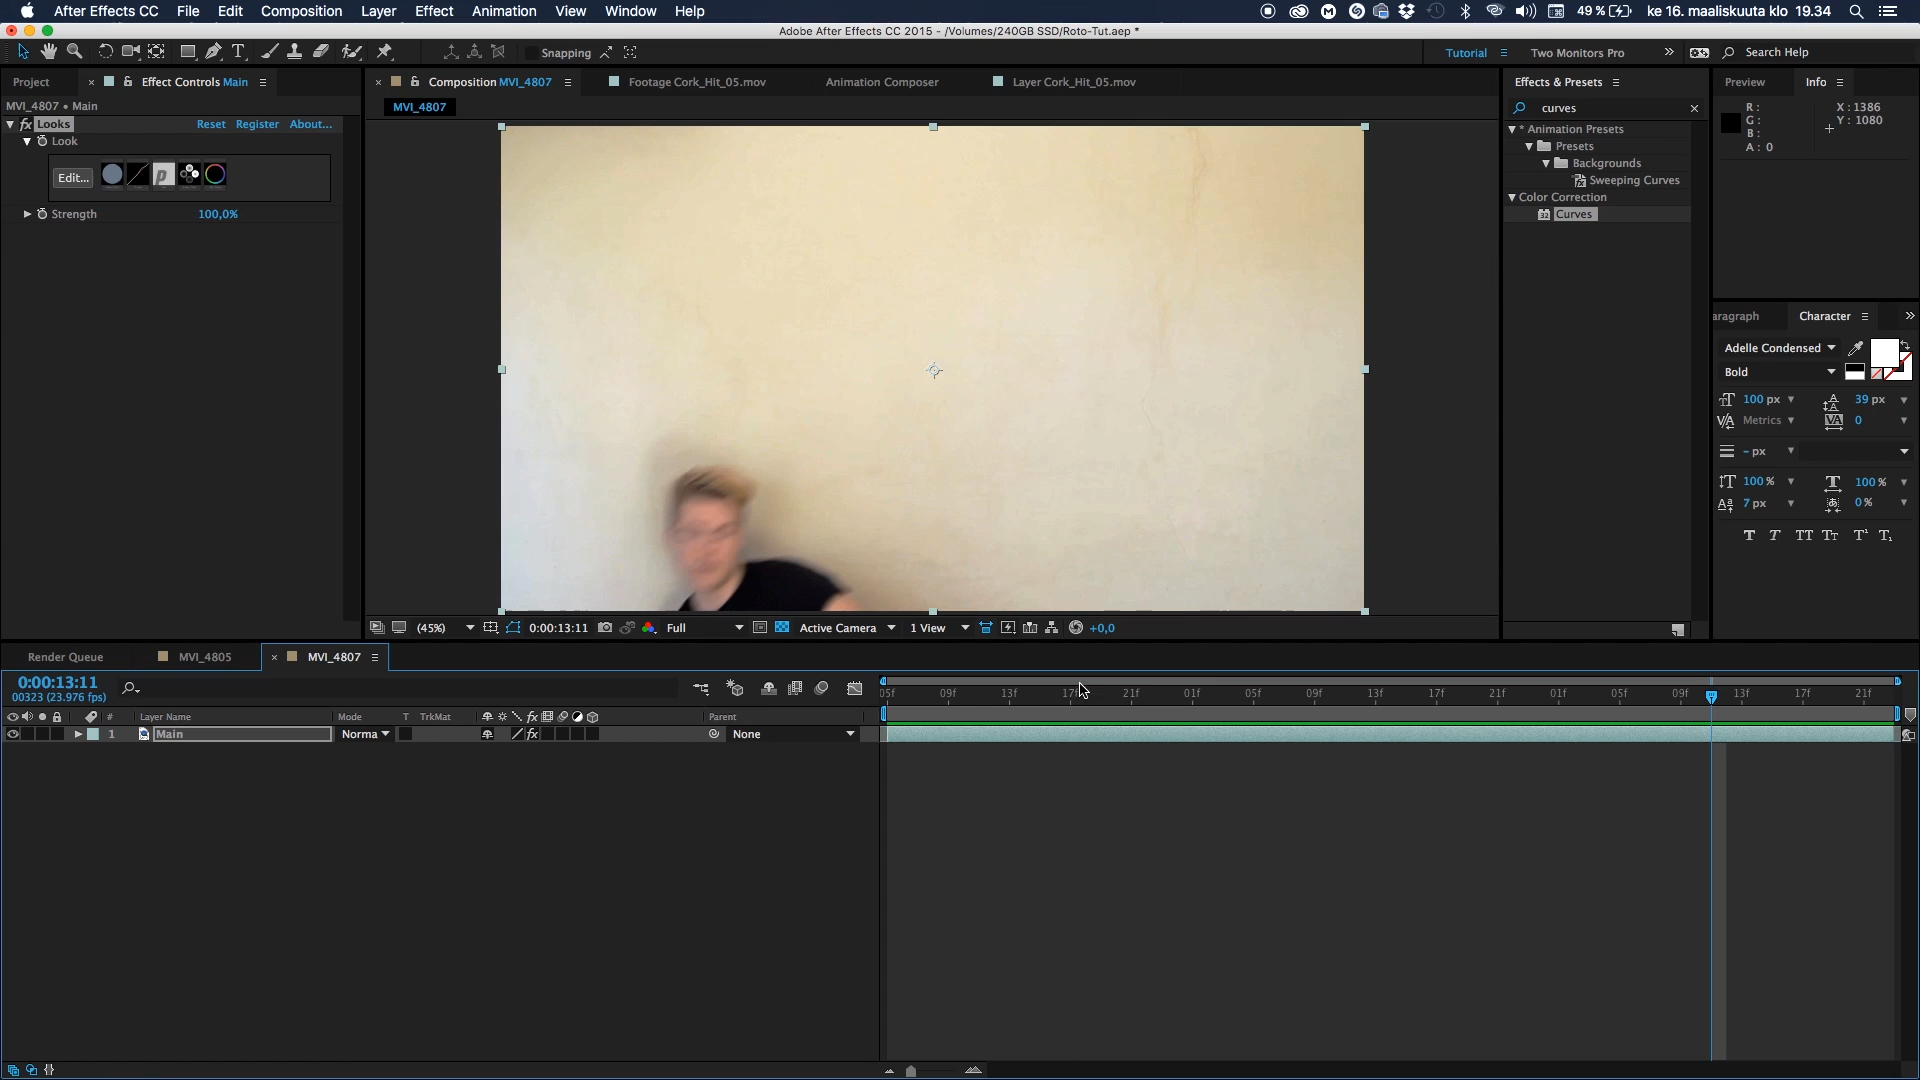 After Effects CC File Edit Composition Layer Effect Animation View Window Help 49 % ke 16. maaliskuuta klo 19.34
Adobe After Effects CC 2015 - /Volumes/240GB SSD/Roto-Tut.aep *
Snapping Tutorial Two Monitors Pro Search Help
Project Effect Controls Main Composition MVI_4807 Footage Cork_Hit_05.mov Animation Composer Layer Cork_Hit_05.mov Effects & Presets Preview Info
MVI_4807 • Main MVI_4807 curves
R: X : 1386
G: Y : 1080
B:
A: 0
fx Looks Reset Register About...
Look
Edit...
Strength 100,0%
* Animation Presets
Presets
Backgrounds
Sweeping Curves
Color Correction
Curves
aragraph Character
Adelle Condensed
Bold
100 px 39 px
Metrics 0
- px
100 % 100 %
7 px 0 %
(45%) 0:00:13:11 Full Active Camera 1 View +0,0
Render Queue MVI_4805 MVI_4807
0:00:13:11
00323 (23.976 fps)
05f 09f 13f 17f 21f 01f 05f 09f 13f 17f 21f 01f 05f 09f 13f 17f 21f
# Layer Name Mode T TrkMat fx Parent
1 Main Norma fx None